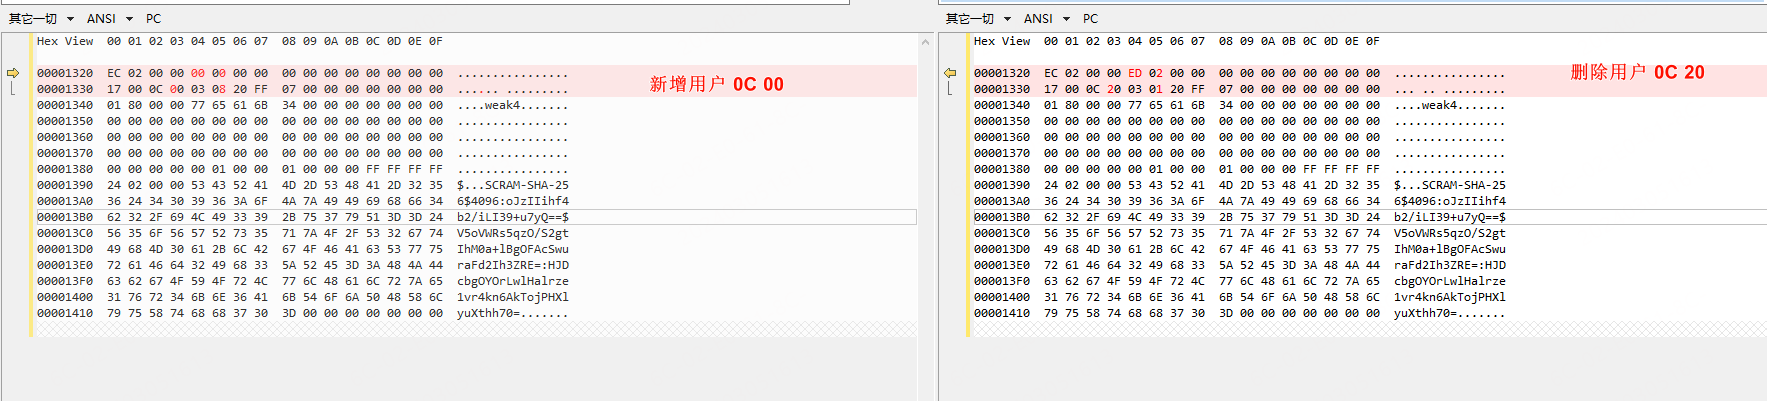 其它一切 ANSI PC
Hex View 00 01 02 03 04 05 06 07 08 09 0A 0B 0C 0D 0E 0F
00001320 EC 02 00 00 00 00 00 00 00 00 00 00 00 00 00 00 ................
00001330 17 00 0C 00 03 08 20 FF 07 00 00 00 00 00 00 00 ...... .........
00001340 01 80 00 00 77 65 61 6B 34 00 00 00 00 00 00 00 ....weak4.......
00001350 00 00 00 00 00 00 00 00 00 00 00 00 00 00 00 00 ................
00001360 00 00 00 00 00 00 00 00 00 00 00 00 00 00 00 00 ................
00001370 00 00 00 00 00 00 00 00 00 00 00 00 00 00 00 00 ................
00001380 00 00 00 00 00 01 00 00 01 00 00 00 FF FF FF FF ................
00001390 24 02 00 00 53 43 52 41 4D 2D 53 48 41 2D 32 35 $...SCRAM-SHA-25
000013A0 36 24 34 30 39 36 3A 6F 4A 7A 49 49 69 68 66 34 6$4096:oJzIIihf4
000013B0 62 32 2F 69 4C 49 33 39 2B 75 37 79 51 3D 3D 24 b2/iLI39+u7yQ==$
000013C0 56 35 6F 56 57 52 73 35 71 7A 4F 2F 53 32 67 74 V5oVWRs5qzO/S2gt
000013D0 49 68 4D 30 61 2B 6C 42 67 4F 46 41 63 53 77 75 IhM0a+lBgOFAcSwu
000013E0 72 61 46 64 32 49 68 33 5A 52 45 3D 3A 48 4A 44 raFd2Ih3ZRE=:HJD
000013F0 63 62 67 4F 59 4F 72 4C 77 6C 48 61 6C 72 7A 65 cbgOYOrLwlHalrze
00001400 31 76 72 34 6B 6E 36 41 6B 54 6F 6A 50 48 58 6C 1vr4kn6AkTojPHXl
00001410 79 75 58 74 68 68 37 30 3D 00 00 00 00 00 00 00 yuXthh70=.......
新增用户 0C 00
其它一切 ANSI PC
Hex View 00 01 02 03 04 05 06 07 08 09 0A 0B 0C 0D 0E 0F
00001320 EC 02 00 00 ED 02 00 00 00 00 00 00 00 00 00 00 ................
00001330 17 00 0C 20 03 01 20 FF 07 00 00 00 00 00 00 00 ... .. .........
00001340 01 80 00 00 77 65 61 6B 34 00 00 00 00 00 00 00 ....weak4.......
00001350 00 00 00 00 00 00 00 00 00 00 00 00 00 00 00 00 ................
00001360 00 00 00 00 00 00 00 00 00 00 00 00 00 00 00 00 ................
00001370 00 00 00 00 00 00 00 00 00 00 00 00 00 00 00 00 ................
00001380 00 00 00 00 00 01 00 00 01 00 00 00 FF FF FF FF ................
00001390 24 02 00 00 53 43 52 41 4D 2D 53 48 41 2D 32 35 $...SCRAM-SHA-25
000013A0 36 24 34 30 39 36 3A 6F 4A 7A 49 49 69 68 66 34 6$4096:oJzIIihf4
000013B0 62 32 2F 69 4C 49 33 39 2B 75 37 79 51 3D 3D 24 b2/iLI39+u7yQ==$
000013C0 56 35 6F 56 57 52 73 35 71 7A 4F 2F 53 32 67 74 V5oVWRs5qzO/S2gt
000013D0 49 68 4D 30 61 2B 6C 42 67 4F 46 41 63 53 77 75 IhM0a+lBgOFAcSwu
000013E0 72 61 46 64 32 49 68 33 5A 52 45 3D 3A 48 4A 44 raFd2Ih3ZRE=:HJD
000013F0 63 62 67 4F 59 4F 72 4C 77 6C 48 61 6C 72 7A 65 cbgOYOrLwlHalrze
00001400 31 76 72 34 6B 6E 36 41 6B 54 6F 6A 50 48 58 6C 1vr4kn6AkTojPHXl
00001410 79 75 58 74 68 68 37 30 3D 00 00 00 00 00 00 00 yuXthh70=.......
删除用户 0C 20